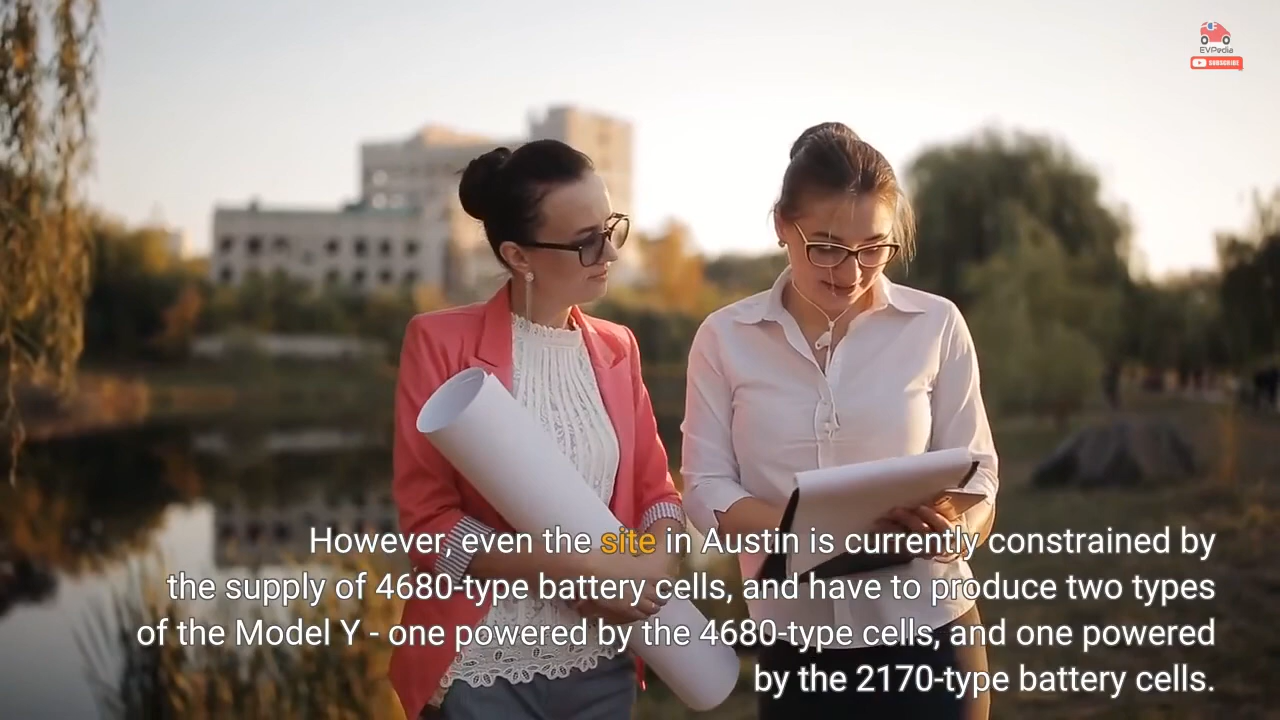 EVPedia
SUBSCRIBE
However, even the site in Austin is currently constrained by
the supply of 4680-type battery cells, and have to produce two types
of the Model Y - one powered by the 4680-type cells, and one powered
by the 2170-type battery cells.